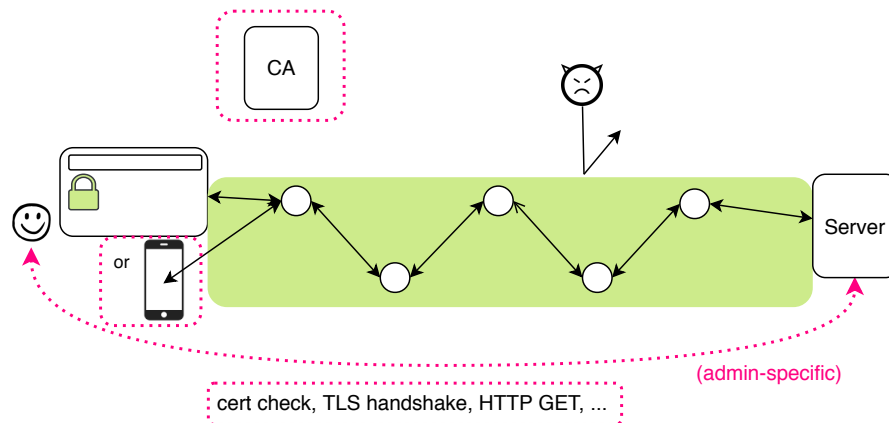 CA
Server
or
(admin-specific)
cert check, TLS handshake, HTTP GET, ...